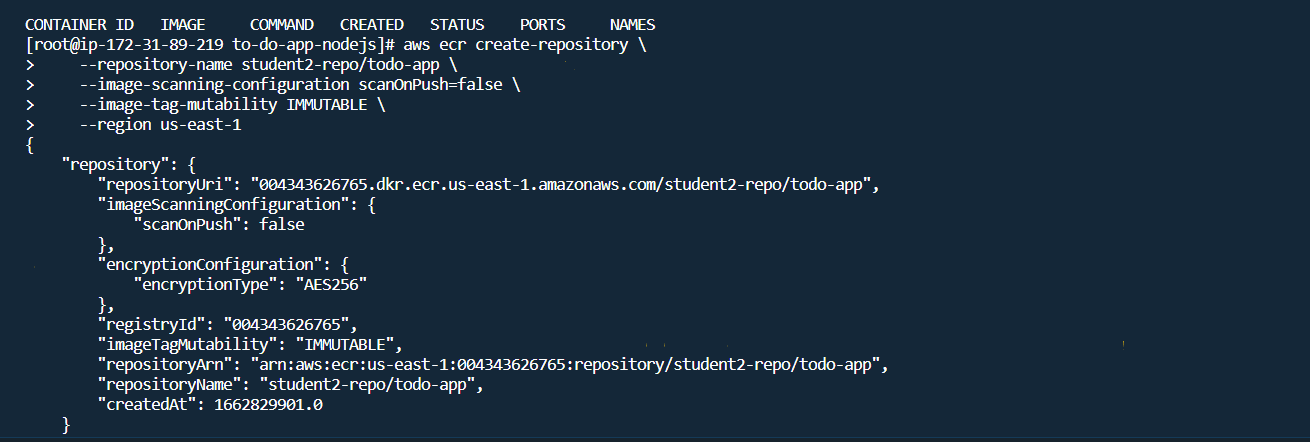 CONTAINER ID   IMAGE     COMMAND   CREATED   STATUS    PORTS     NAMES
[root@ip-172-31-89-219 to-do-app-nodejs]# aws ecr create-repository \
>     --repository-name student2-repo/todo-app \
>     --image-scanning-configuration scanOnPush=false \
>     --image-tag-mutability IMMUTABLE \
>     --region us-east-1
{
    "repository": {
        "repositoryUri": "004343626765.dkr.ecr.us-east-1.amazonaws.com/student2-repo/todo-app",
        "imageScanningConfiguration": {
            "scanOnPush": false
        },
        "encryptionConfiguration": {
            "encryptionType": "AES256"
        },
        "registryId": "004343626765",
        "imageTagMutability": "IMMUTABLE",
        "repositoryArn": "arn:aws:ecr:us-east-1:004343626765:repository/student2-repo/todo-app",
        "repositoryName": "student2-repo/todo-app",
        "createdAt": 1662829901.0
    }